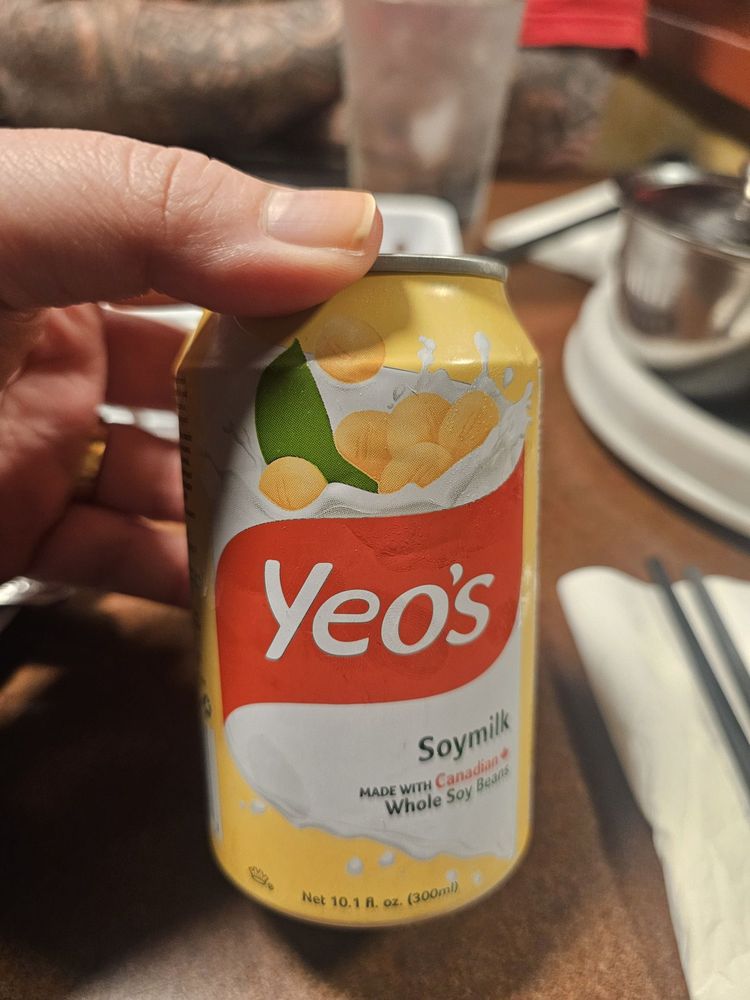 Yeo's
Soymilk
MADE WITH Canadian
Whole Soy Beans
Net 10.1 fl. oz. (300ml)